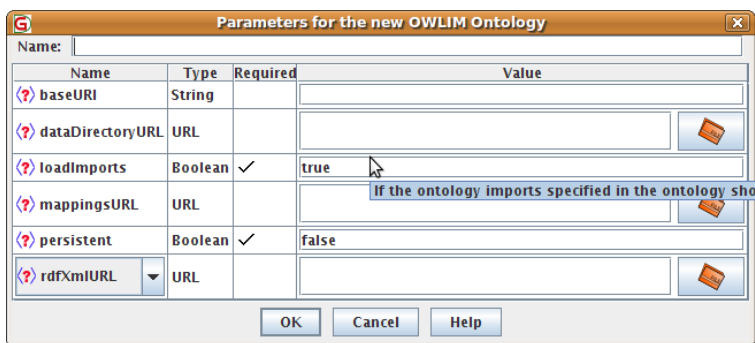 Parameters for the new OWLIM Ontology
Name:
Name Type Required Value
<?> baseURI String
<?> dataDirectoryURL URL
<?> loadImports Boolean ✓ true
If the ontology imports specified in the ontology sho
<?> mappingsURL URL
<?> persistent Boolean ✓ false
<?> rdfXmlURL URL
OK Cancel Help